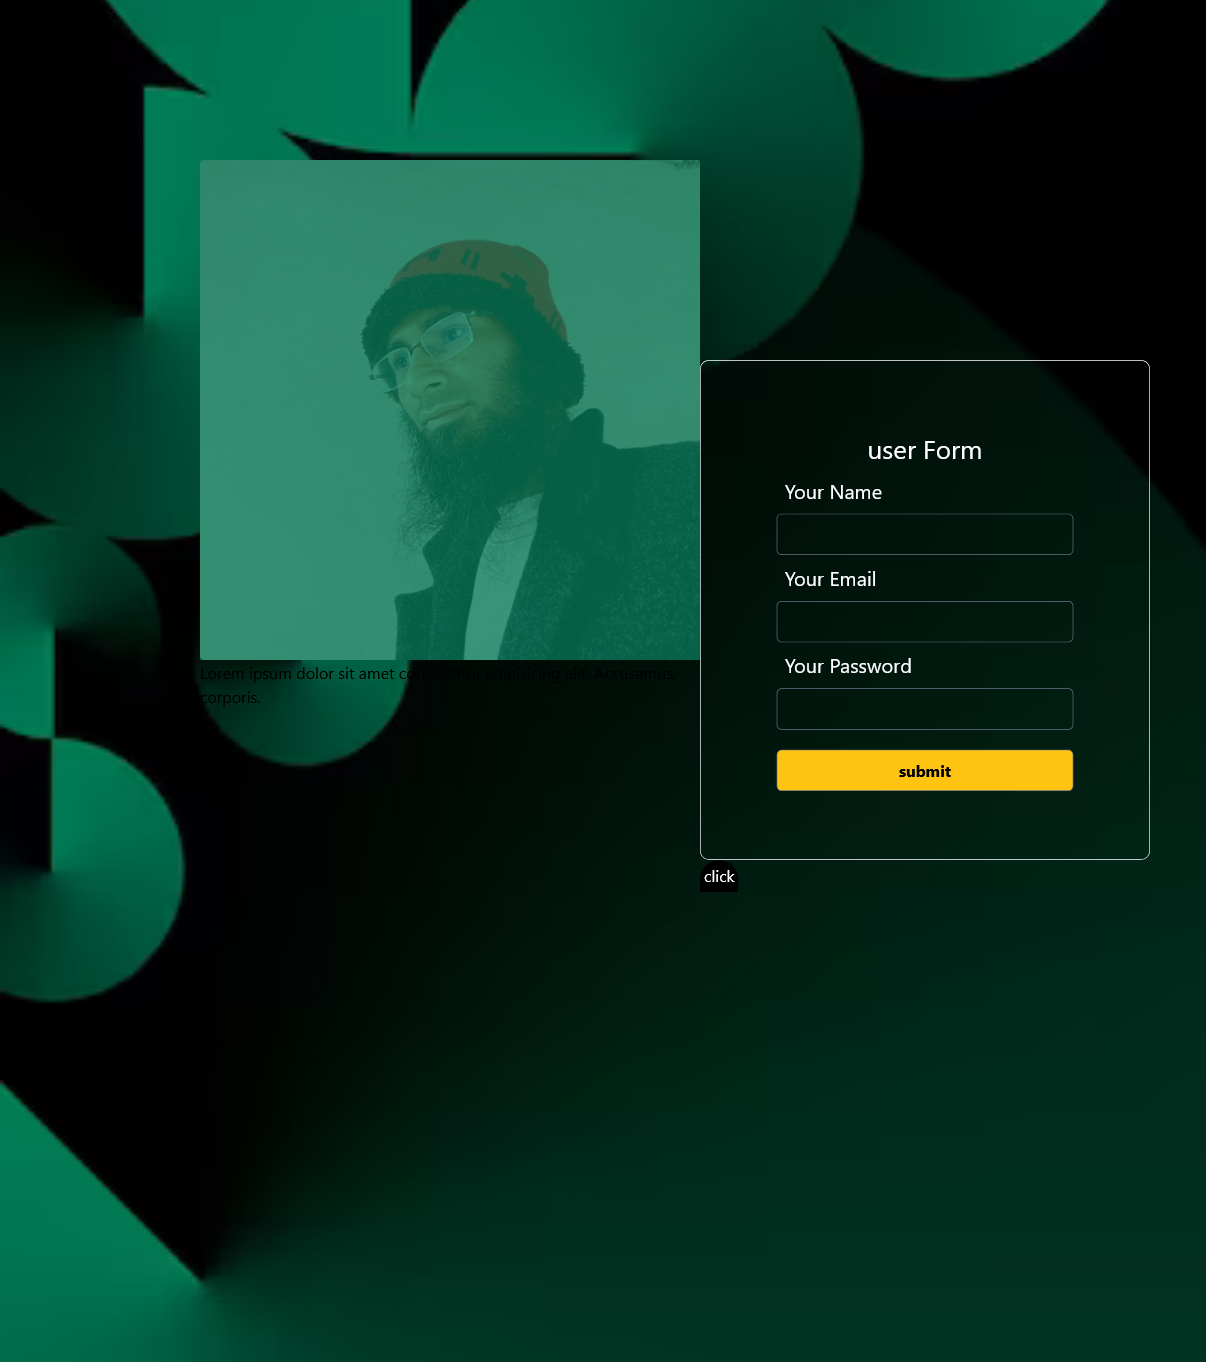 user Form
Your Name
Your Email
Lorem ipsum dolor sit amet consectetur adipisicing elit. Accusamus,
corporis.
Your Password
submit
click